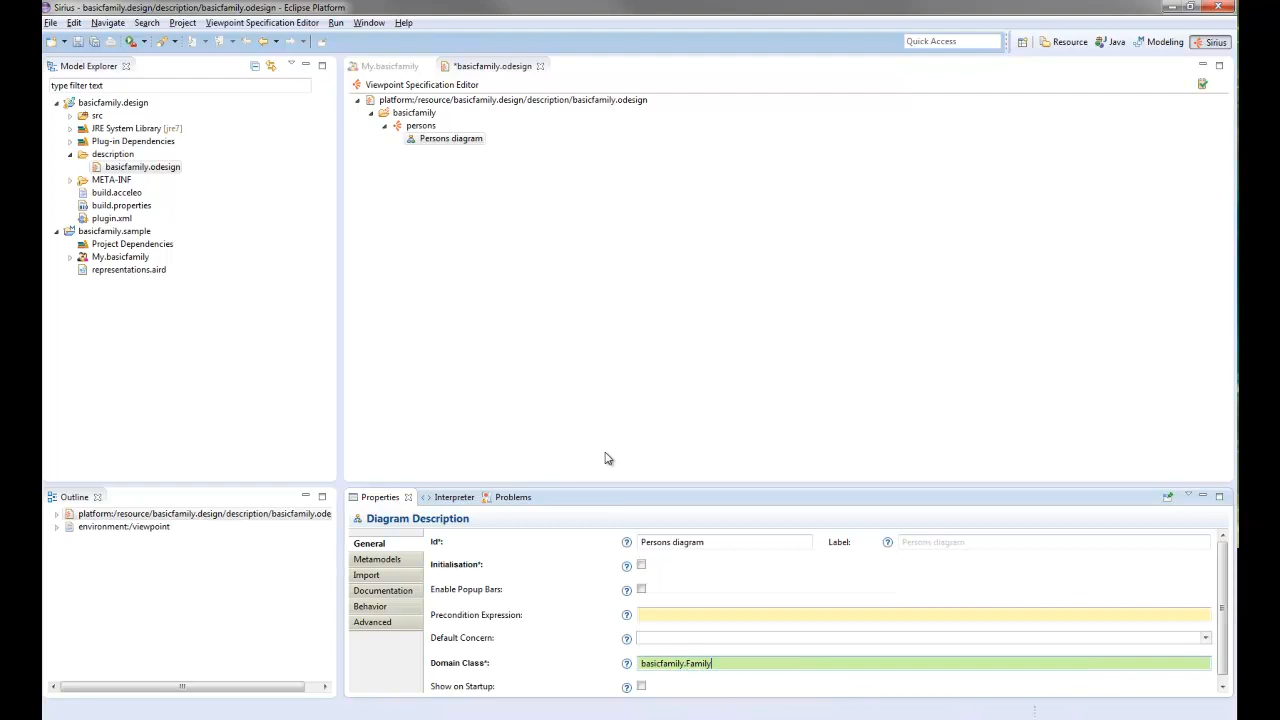 Sirius - basicfamily.design/description/basicfamily.odesign - Eclipse Platform
File Edit Navigate Search Project Viewpoint Specification Editor Run Window Help
Quick Access Resource Java Modeling Sirius
Model Explorer
type filter text
basicfamily.design
src
JRE System Library [jre7]
Plug-in Dependencies
description
basicfamily.odesign
META-INF
build.acceleo
build.properties
plugin.xml
basicfamily.sample
Project Dependencies
My.basicfamily
representations.aird
My.basicfamily *basicfamily.odesign
Viewpoint Specification Editor
platform:/resource/basicfamily.design/description/basicfamily.odesign
basicfamily
persons
Persons diagram
Outline
platform:/resource/basicfamily.design/description/basicfamily.ode
environment:/viewpoint
Properties Interpreter Problems
Diagram Description
General
Metamodels
Import
Documentation
Behavior
Advanced
Id*: Persons diagram Label: Persons diagram
Initialisation*:
Enable Popup Bars:
Precondition Expression:
Default Concern:
Domain Class*: basicfamily.Family
Show on Startup: